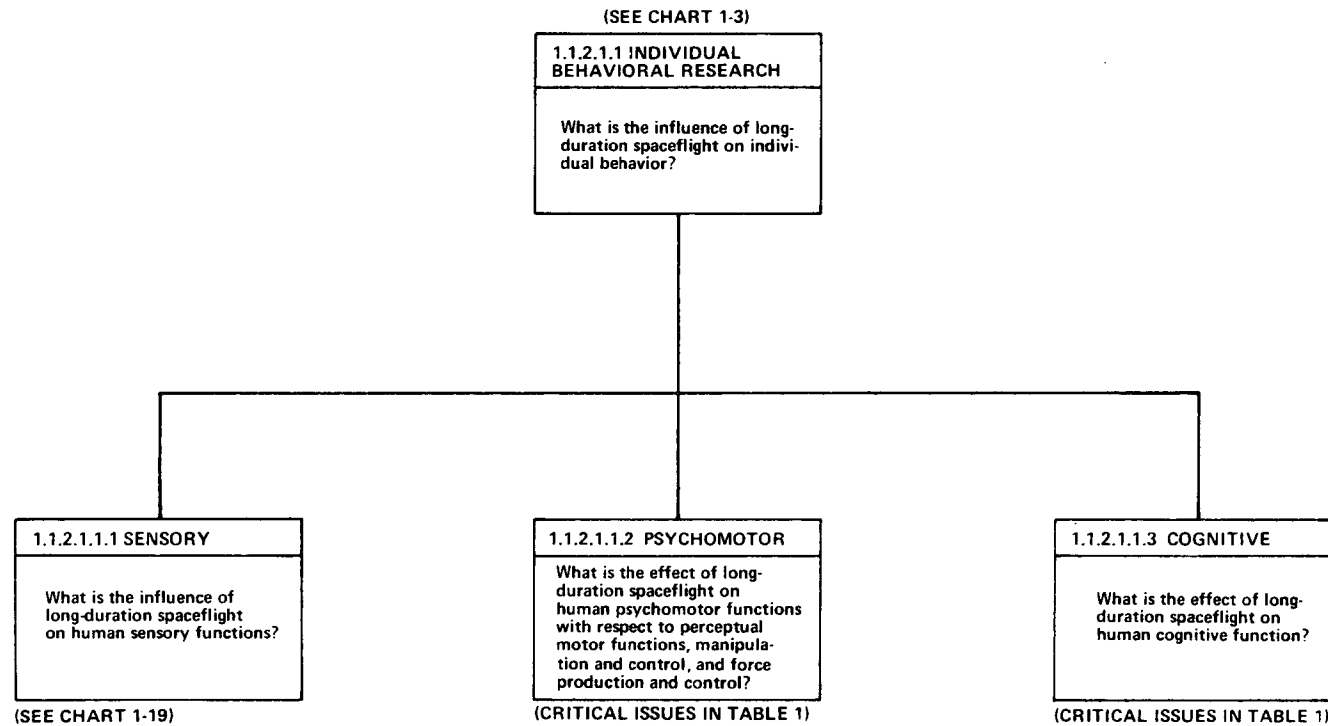 (SEE CHART 1-3)
1.1.2.1.1 INDIVIDUAL
BEHAVIORAL RESEARCH
What is the influence of long-
duration spaceflight on indivi-
dual behavior?
1.1.2.1.1.1 SENSORY
What is the influence of
long-duration spaceflight
on human sensory functions?
(SEE CHART 1-19)
1.1.2.1.1.2 PSYCHOMOTOR
What is the effect of long-
duration spaceflight on
human psychomotor functions
with respect to perceptual
motor functions, manipula-
tion and control, and force
production and control?
(CRITICAL ISSUES IN TABLE 1)
1.1.2.1.1.3 COGNITIVE
What is the effect of long-
duration spaceflight on
human cognitive function?
(CRITICAL ISSUES IN TABLE 1)